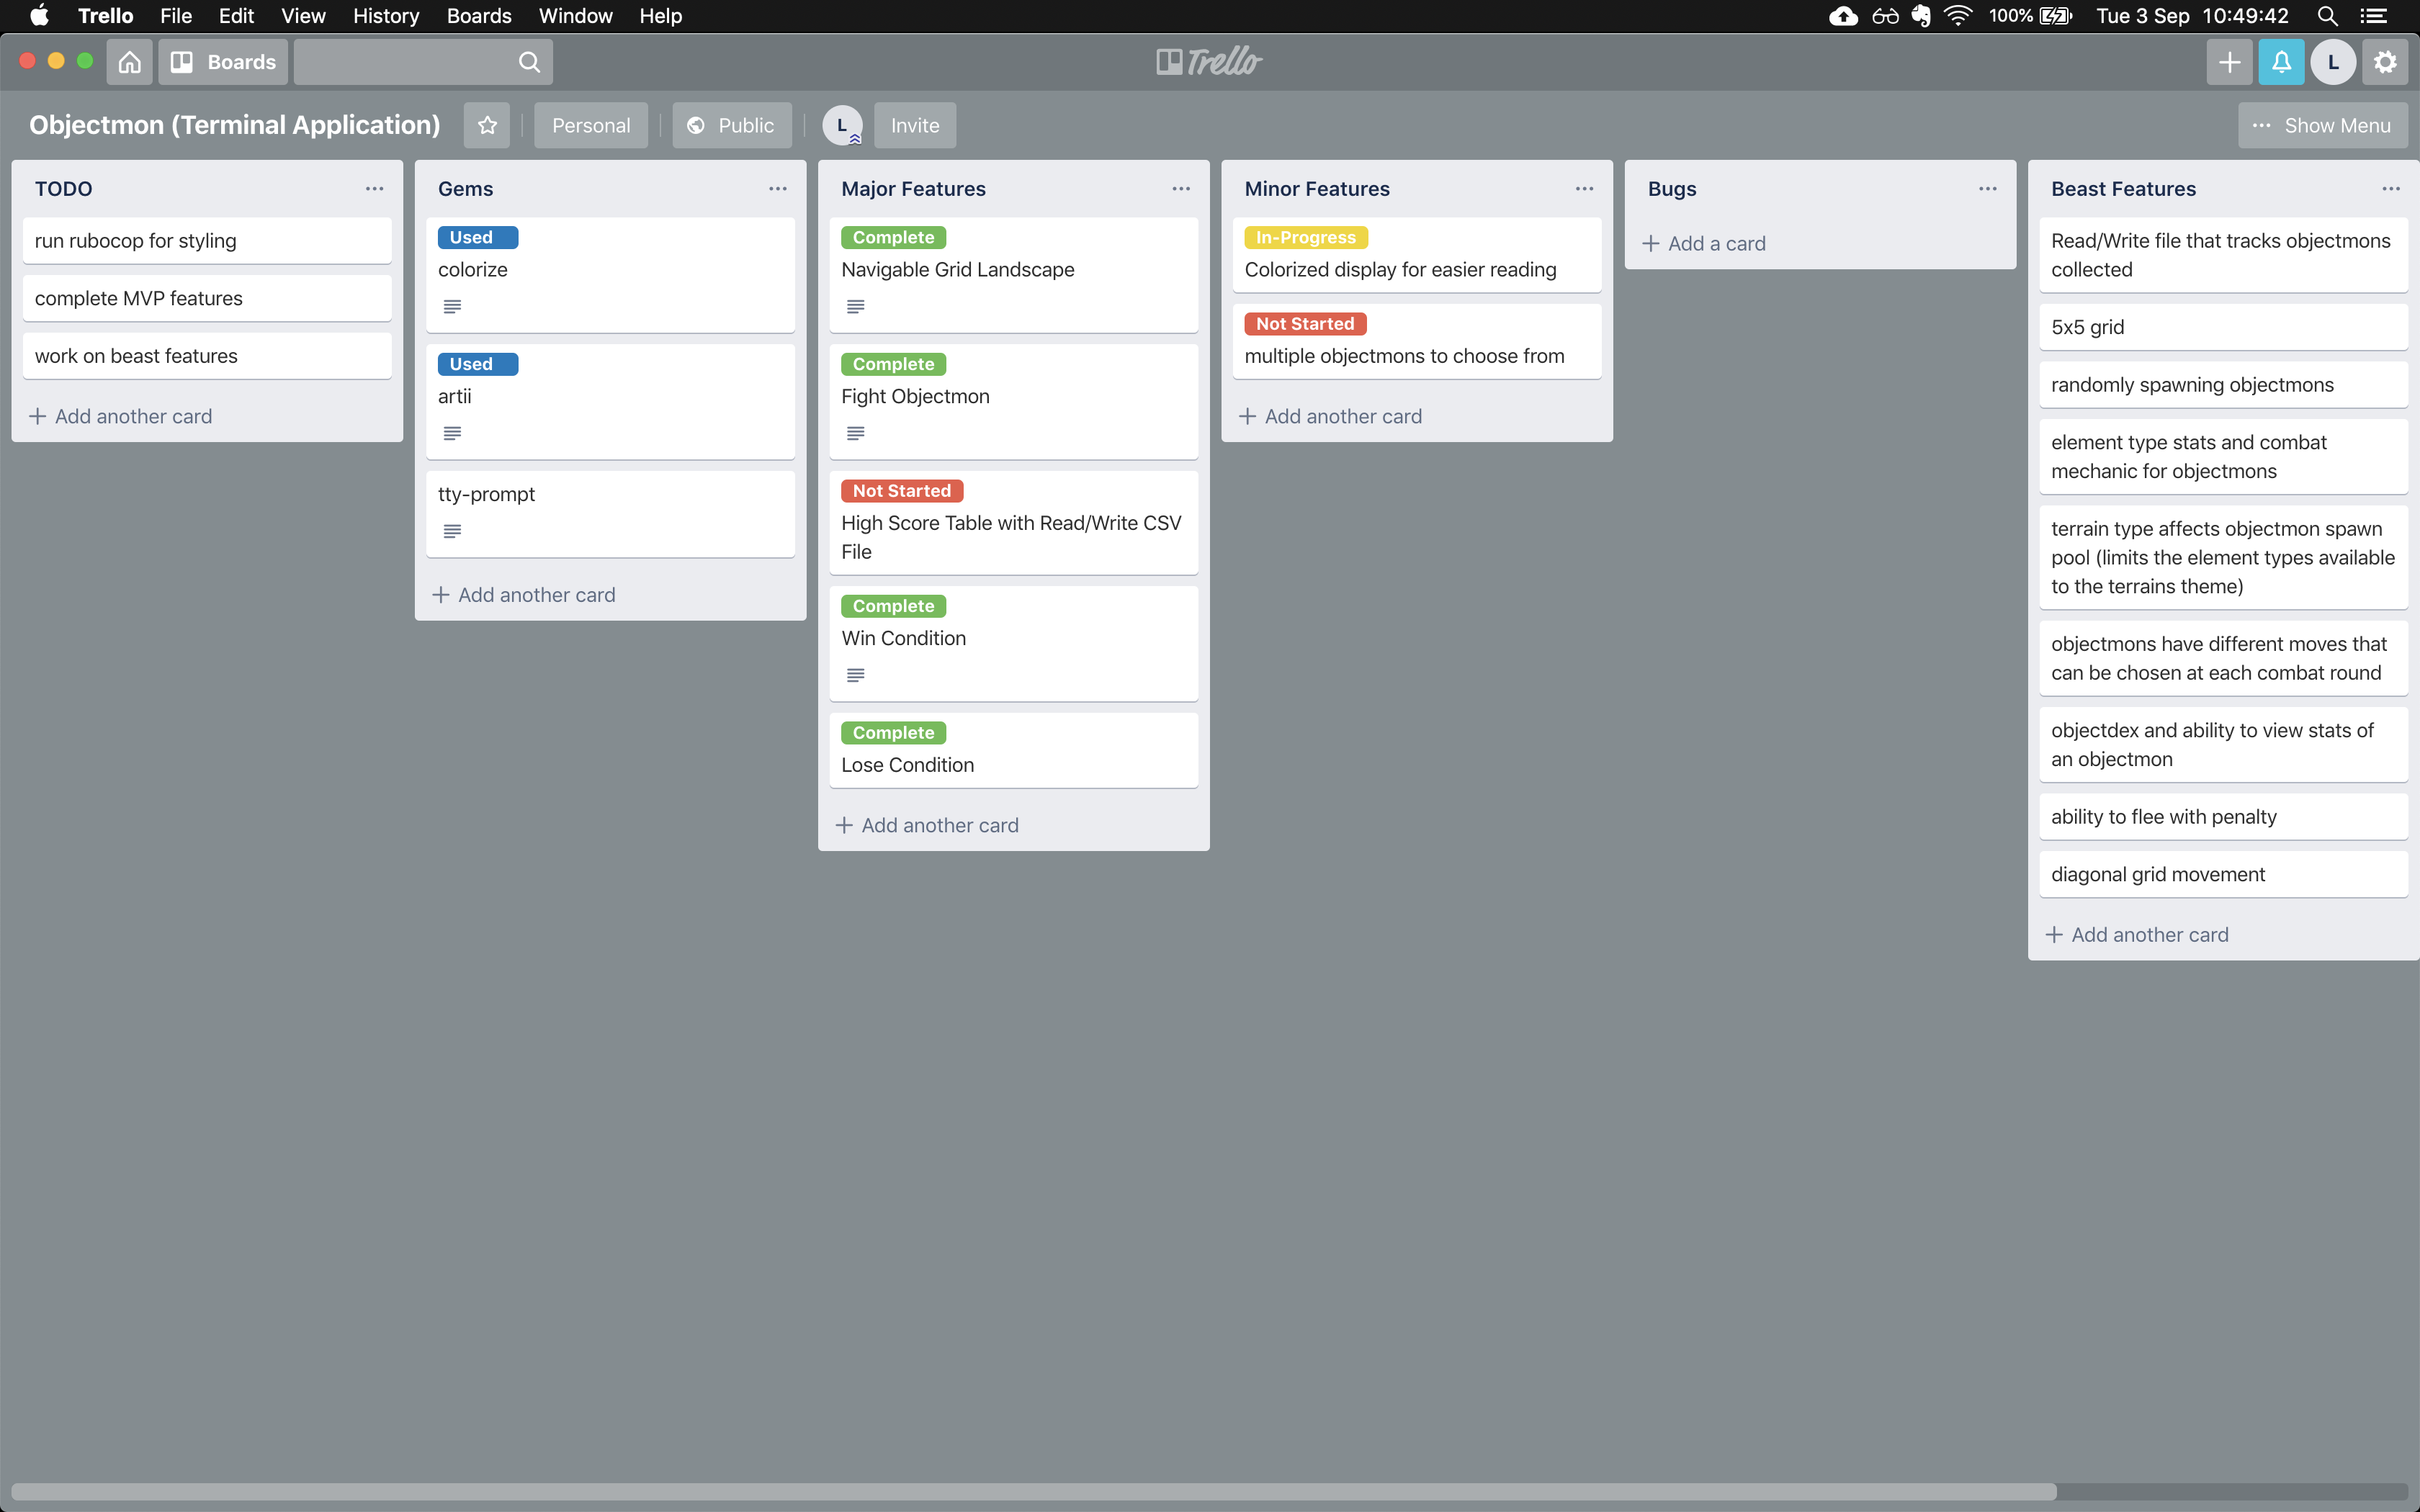 Trello File Edit View History Boards Window Help 100% Tue 3 Sep 10:49:42
Boards Trello L
Objectmon (Terminal Application) Personal Public L Invite Show Menu
TODO
run rubocop for styling
complete MVP features
work on beast features
Add another card
Gems
Used
colorize
Used
artii
tty-prompt
Add another card
Major Features
Complete
Navigable Grid Landscape
Complete
Fight Objectmon
Not Started
High Score Table with Read/Write CSV
File
Complete
Win Condition
Complete
Lose Condition
Add another card
Minor Features
In-Progress
Colorized display for easier reading
Not Started
multiple objectmons to choose from
Add another card
Bugs
Add a card
Beast Features
Read/Write file that tracks objectmons
collected
5x5 grid
randomly spawning objectmons
element type stats and combat
mechanic for objectmons
terrain type affects objectmon spawn
pool (limits the element types available
to the terrains theme)
objectmons have different moves that
can be chosen at each combat round
objectdex and ability to view stats of
an objectmon
ability to flee with penalty
diagonal grid movement
Add another card